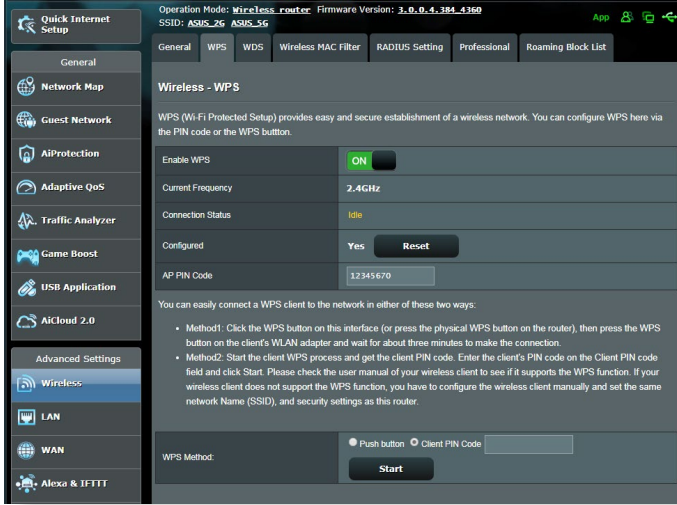 Quick Internet
Setup
General
Network Map
Guest Network
AiProtection
Adaptive QoS
Traffic Analyzer
Game Boost
USB Application
AiCloud 2.0
Advanced Settings
Wireless
LAN
WAN
Alexa & IFTTT
Operation Mode: Wireless router Firmware Version: 3.0.0.4.384_4360
SSID: ASUS_2G ASUS_5G
App
General WPS WDS Wireless MAC Filter RADIUS Setting Professional Roaming Block List
Wireless - WPS
WPS (Wi-Fi Protected Setup) provides easy and secure establishment of a wireless network. You can configure WPS here via
the PIN code or the WPS buttton.
Enable WPS ON
Current Frequency 2.4GHz
Connection Status Idle
Configured Yes Reset
AP PIN Code 12345670
You can easily connect a WPS client to the network in either of these two ways:
• Method1: Click the WPS button on this interface (or press the physical WPS button on the router), then press the WPS
button on the client's WLAN adapter and wait for about three minutes to make the connection.
• Method2: Start the client WPS process and get the client PIN code. Enter the client's PIN code on the Client PIN code
field and click Start. Please check the user manual of your wireless client to see if it supports the WPS function. If your
wireless client does not support the WPS function, you have to configure the wireless client manually and set the same
network Name (SSID), and security settings as this router.
WPS Method: Push button Client PIN Code
Start